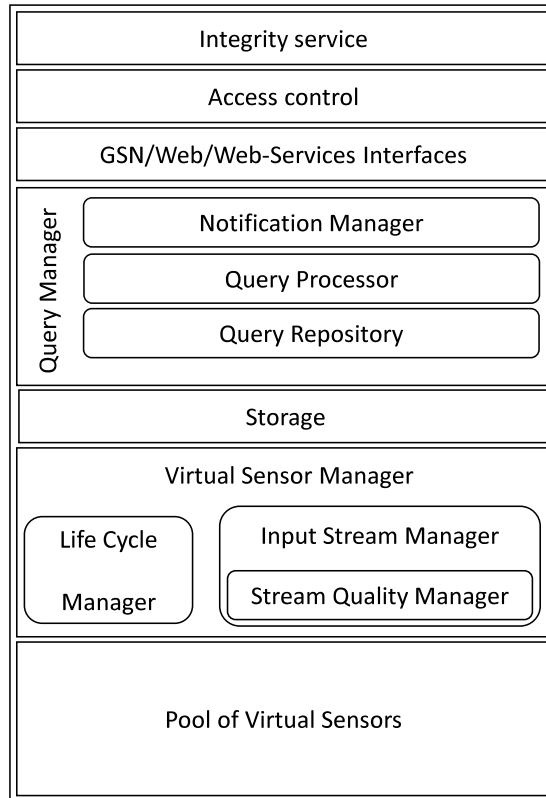 Integrity service
Access control
GSN/Web/Web-Services Interfaces
Query Manager
Notification Manager
Query Processor
Query Repository
Storage
Virtual Sensor Manager
Life Cycle
Manager
Input Stream Manager
Stream Quality Manager
Pool of Virtual Sensors